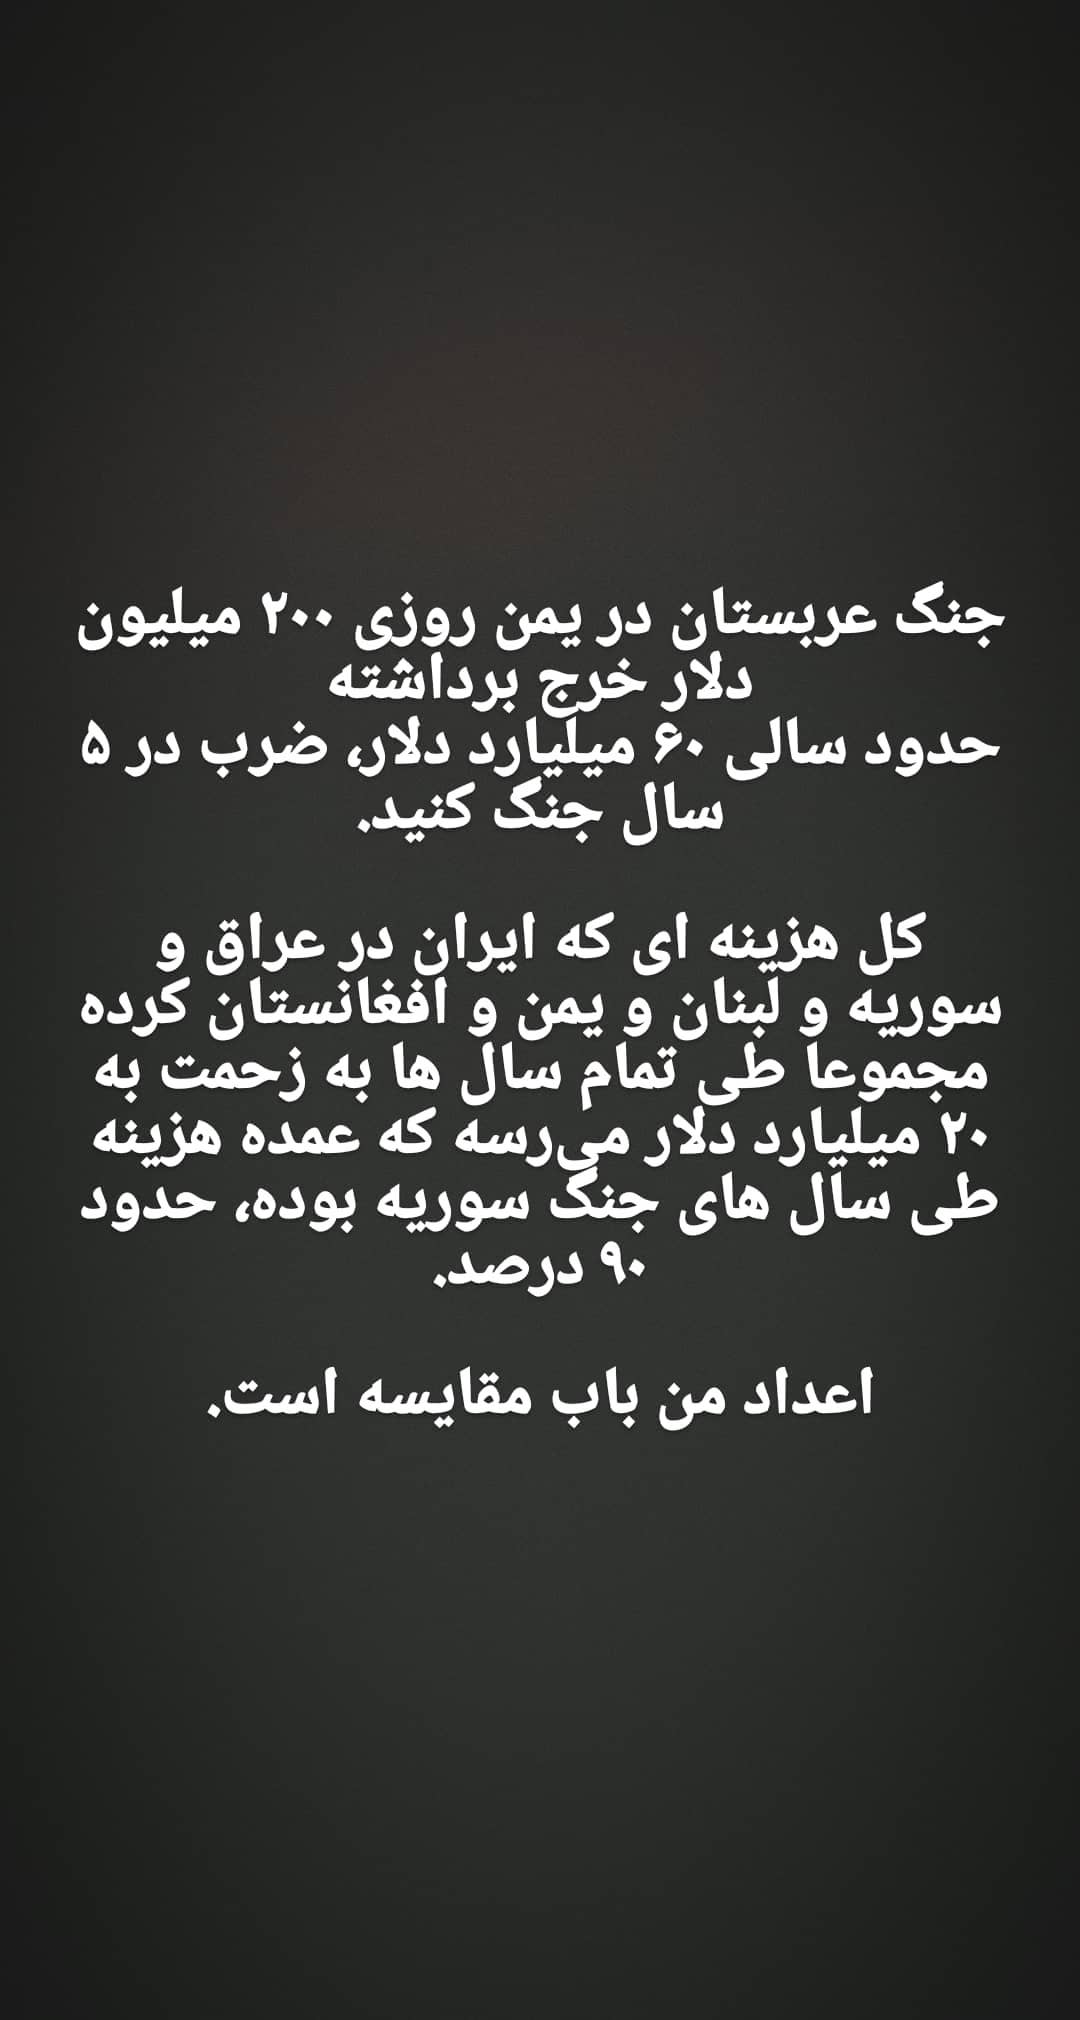 جنگ عربستان در یمن روزی ۲۰۰ میلیون
دلار خرج برداشته
حدود سالی ۶۰ میلیارد دلار، ضرب در ۵
سال جنگ کنید.
کل هزینه ای که ایران در عراق و
سوریه و لبنان و یمن و افغانستان کرده
مجموعا طی تمام سال ها به زحمت به
۲۰ میلیارد دلار می‌رسه که عمده هزینه
طی سال های جنگ سوریه بوده، حدود
۹۰ درصد.
اعداد من باب مقایسه است.